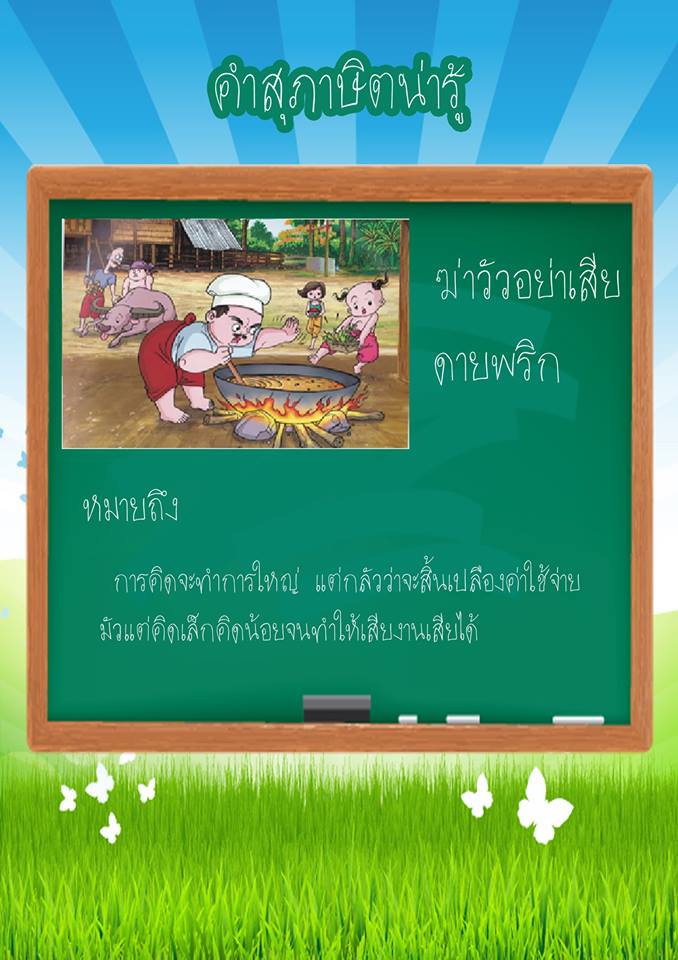 คำสุภาษิตน่ารู้
ฆ่าวัวอย่าเสีย
ดายพริก
หมายถึง
การคิดจะทำการใหญ่ แต่กลัวว่าจะสิ้นเปลืองค่าใช้จ่าย
มัวแต่คิดเล็กคิดน้อยจนทำให้เสียงานเสียได้